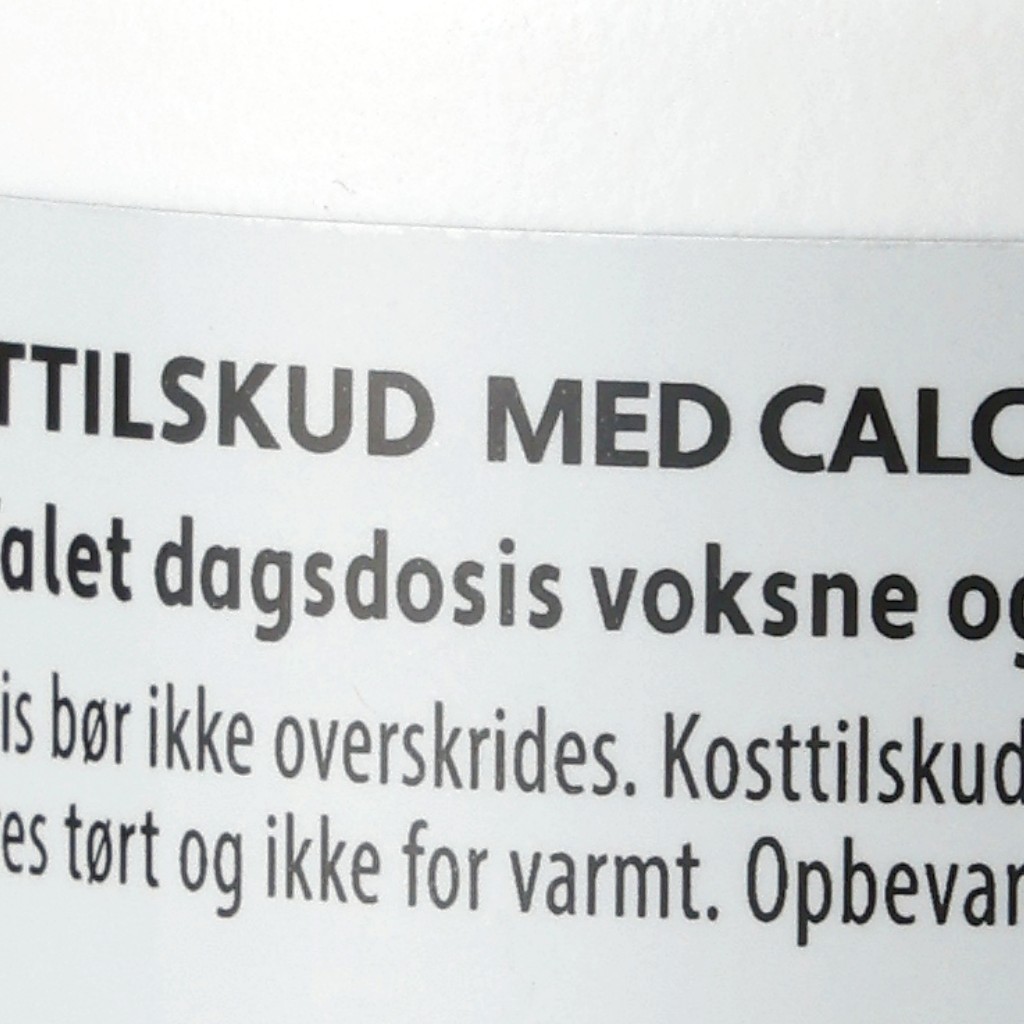 TTILSKUD MED CALC
alet dagsdosis voksne og
is bør ikke overskrides. Kosttilskud
es tørt og ikke for varmt. Opbevar